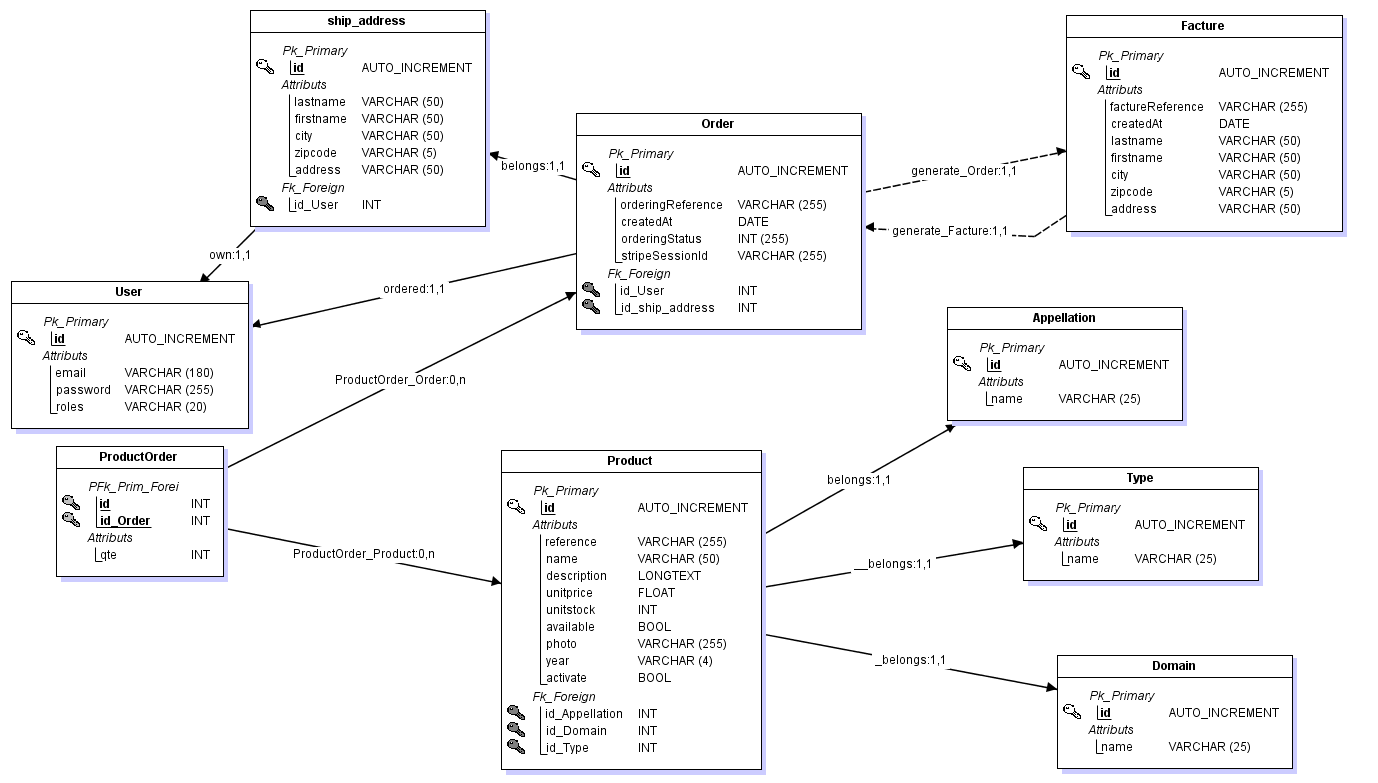 ship_address
Pk_Primary
id AUTO_INCREMENT
Attributs
lastname VARCHAR (50)
firstname VARCHAR (50)
city VARCHAR (50)
zipcode VARCHAR (5)
address VARCHAR (50)
Fk_Foreign
id_User INT
Facture
Pk_Primary
id AUTO_INCREMENT
Attributs
factureReference VARCHAR (255)
createdAt DATE
lastname VARCHAR (50)
firstname VARCHAR (50)
city VARCHAR (50)
zipcode VARCHAR (5)
address VARCHAR (50)
Order
Pk_Primary
id AUTO_INCREMENT
Attributs
orderingReference VARCHAR (255)
createdAt DATE
orderingStatus INT (255)
stripeSessionId VARCHAR (255)
Fk_Foreign
id_User INT
id_ship_address INT
belongs:1,1
generate_Order:1,1
generate_Facture:1,1
own:1,1
ordered:1,1
User
Pk_Primary
id AUTO_INCREMENT
Attributs
email VARCHAR (180)
password VARCHAR (255)
roles VARCHAR (20)
ProductOrder_Order:0,n
Appellation
Pk_Primary
id AUTO_INCREMENT
Attributs
name VARCHAR (25)
ProductOrder
PFk_Prim_Forei
id INT
id_Order INT
Attributs
qte INT
ProductOrder_Product:0,n
Product
Pk_Primary
id AUTO_INCREMENT
Attributs
reference VARCHAR (255)
name VARCHAR (50)
description LONGTEXT
unitprice FLOAT
unitstock INT
available BOOL
photo VARCHAR (255)
year VARCHAR (4)
activate BOOL
Fk_Foreign
id_Appellation INT
id_Domain INT
id_Type INT
belongs:1,1
__belongs:1,1
_belongs:1,1
Type
Pk_Primary
id AUTO_INCREMENT
Attributs
name VARCHAR (25)
Domain
Pk_Primary
id AUTO_INCREMENT
Attributs
name VARCHAR (25)